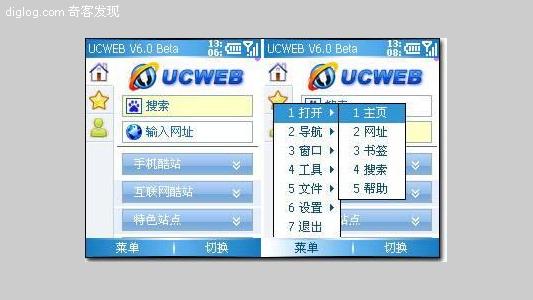 diglog.com 奇客发现
UCWEB V6.0 Beta
13:
06:
UCWEB
搜索
输入网址
手机酷站
互联网酷站
特色站点
菜单
切换
UCWEB V6.0 Beta
13:
08:
UCWEB
1 打开
2 导航
3 窗口
4 工具
5 文件
6 设置
7 退出
1 主页
2 网址
3 书签
4 搜索
5 帮助
站点
菜单
切换